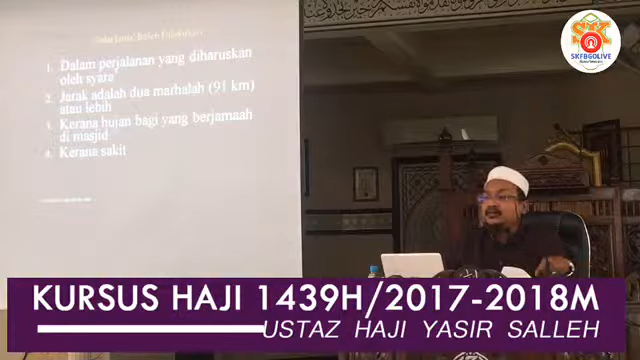 1. Dalam perjalanan yang diharuskan
oleh syara
2. Jarak adalah dua marhalah (91 km)
atau lebih
3. Kerana hujan bagi yang berjamaah
di masjid
4. Kerana sakit
STK
SKFBGOLIVE
KURSUS HAJI 1439H/2017-2018M
USTAZ HAJI YASIR SALLEH